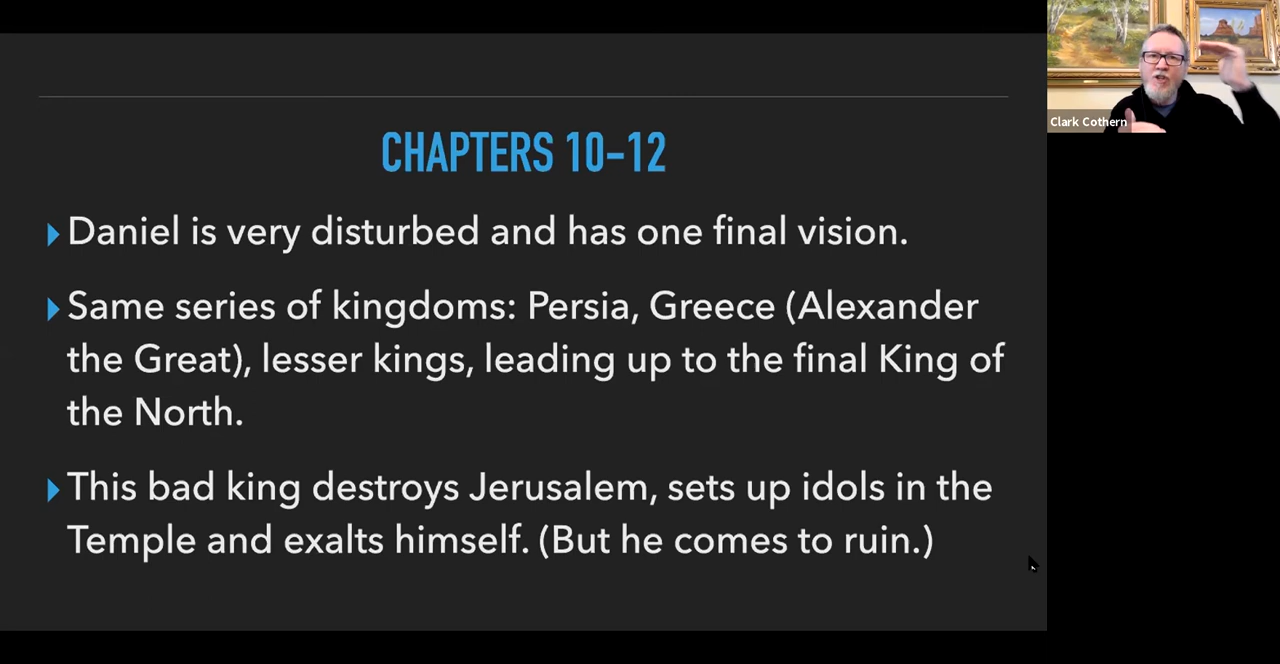 CHAPTERS 10-12
Daniel is very disturbed and has one final vision.
Same series of kingdoms: Persia, Greece (Alexander
the Great), lesser kings, leading up to the final King of
the North.
This bad king destroys Jerusalem, sets up idols in the
Temple and exalts himself. (But he comes to ruin.)
Clark Cothern